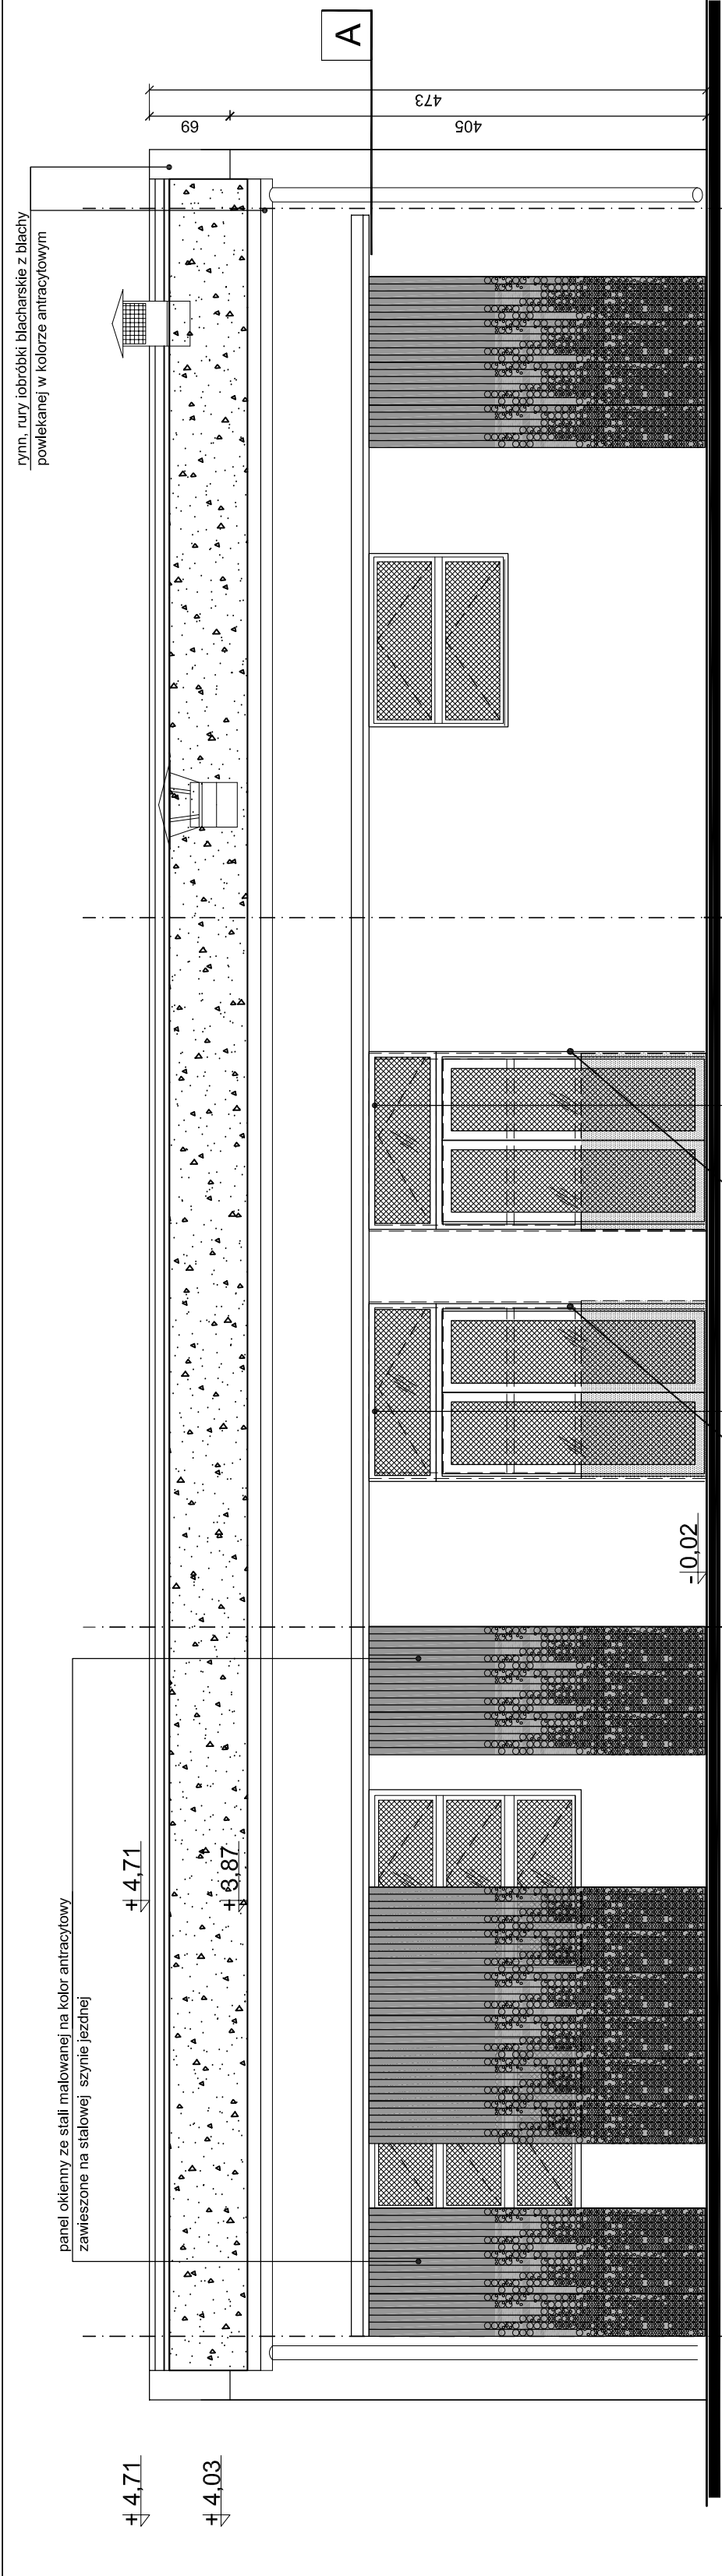 rynn, rury iobróbki blacharskie z blachy
powlekanej w kolorze antracytowym
A
473
69
405
panel okienny ze stali malowanej na kolor antracytowy
zawieszone na stalowej szynie jezdnej
+ 4,71
+ 3,87
- 0,02
+ 4,71
+ 4,03